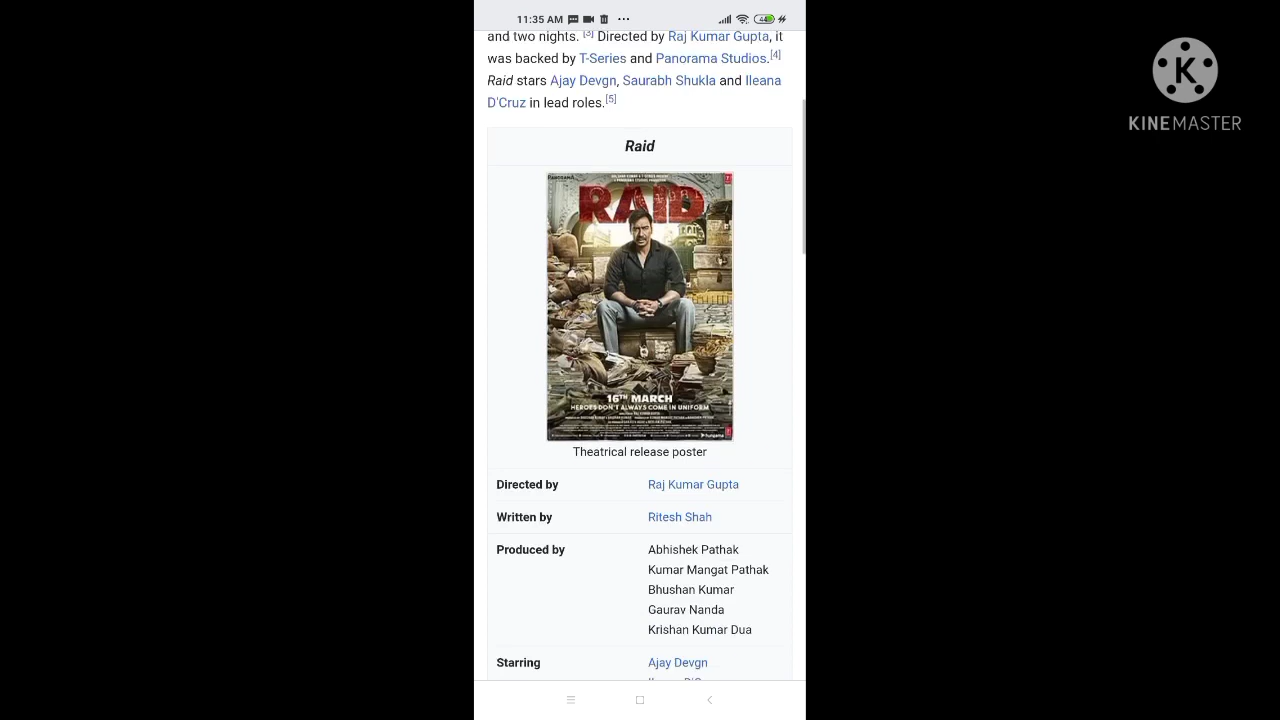 11:35 AM
44
and two nights. [3] Directed by Raj Kumar Gupta, it
was backed by T-Series and Panorama Studios.[4]
Raid stars Ajay Devgn, Saurabh Shukla and Ileana
D'Cruz in lead roles.[5]
K
KINEMASTER
Raid
RAID
16TH MARCH
HEROES DON'T ALWAYS COME IN UNIFORM
Theatrical release poster
Directed by Raj Kumar Gupta
Written by Ritesh Shah
Produced by Abhishek Pathak
Kumar Mangat Pathak
Bhushan Kumar
Gaurav Nanda
Krishan Kumar Dua
Starring Ajay Devgn